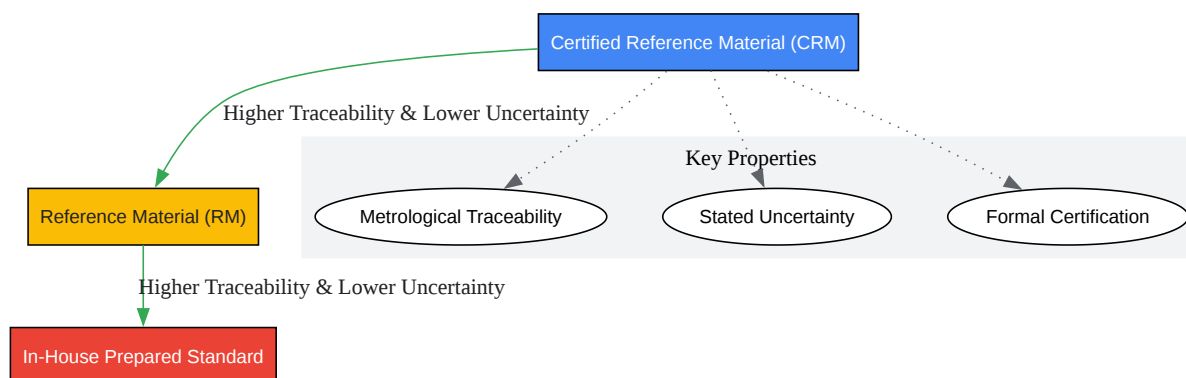 Certified Reference Material (CRM)
Higher Traceability & Lower Uncertainty
Key Properties
Reference Material (RM)
Metrological Traceability
Stated Uncertainty
Formal Certification
Higher Traceability & Lower Uncertainty
In-House Prepared Standard